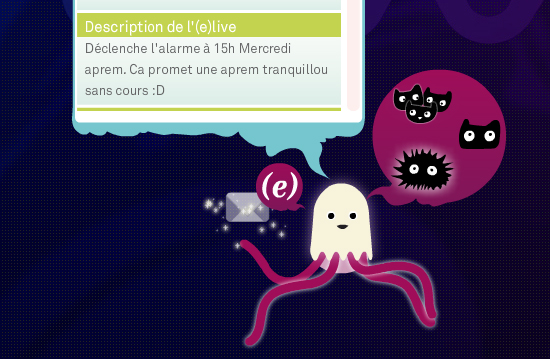 Description de l'(e)live
Déclenche l'alarme à 15h Mercredi
aprem. Ca promet une aprem tranquillou
sans cours :D
(e)